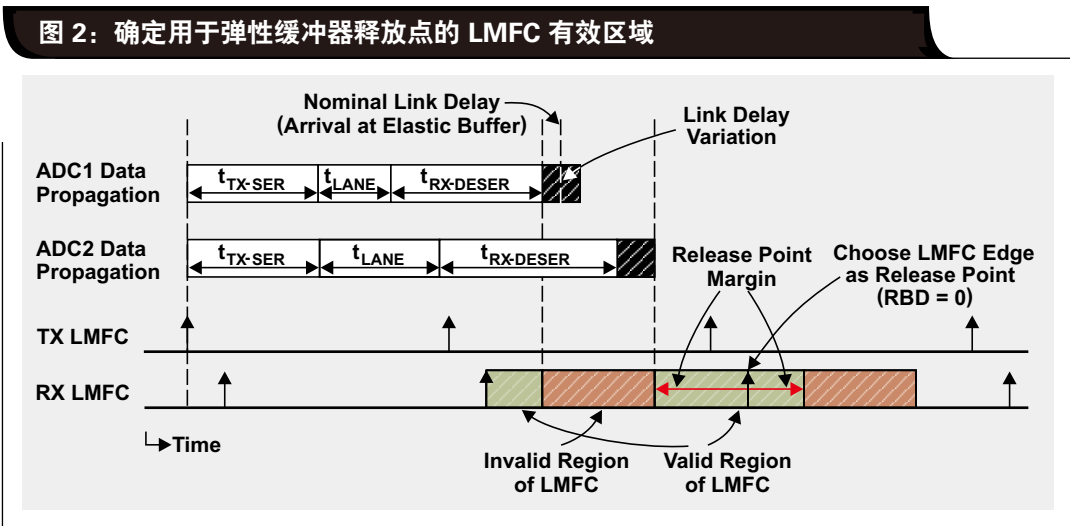 图 2：确定用于弹性缓冲器释放点的 LMFC 有效区域
Nominal Link Delay
(Arrival at Elastic Buffer)
Link Delay
Variation
ADC1 Data
Propagation
tTX-SER
tLANE
tRX-DESER
ADC2 Data
Propagation
tTX-SER
tLANE
tRX-DESER
Release Point
Margin
Choose LMFC Edge
as Release Point
(RBD = 0)
TX LMFC
RX LMFC
Time
Invalid Region
of LMFC
Valid Region
of LMFC